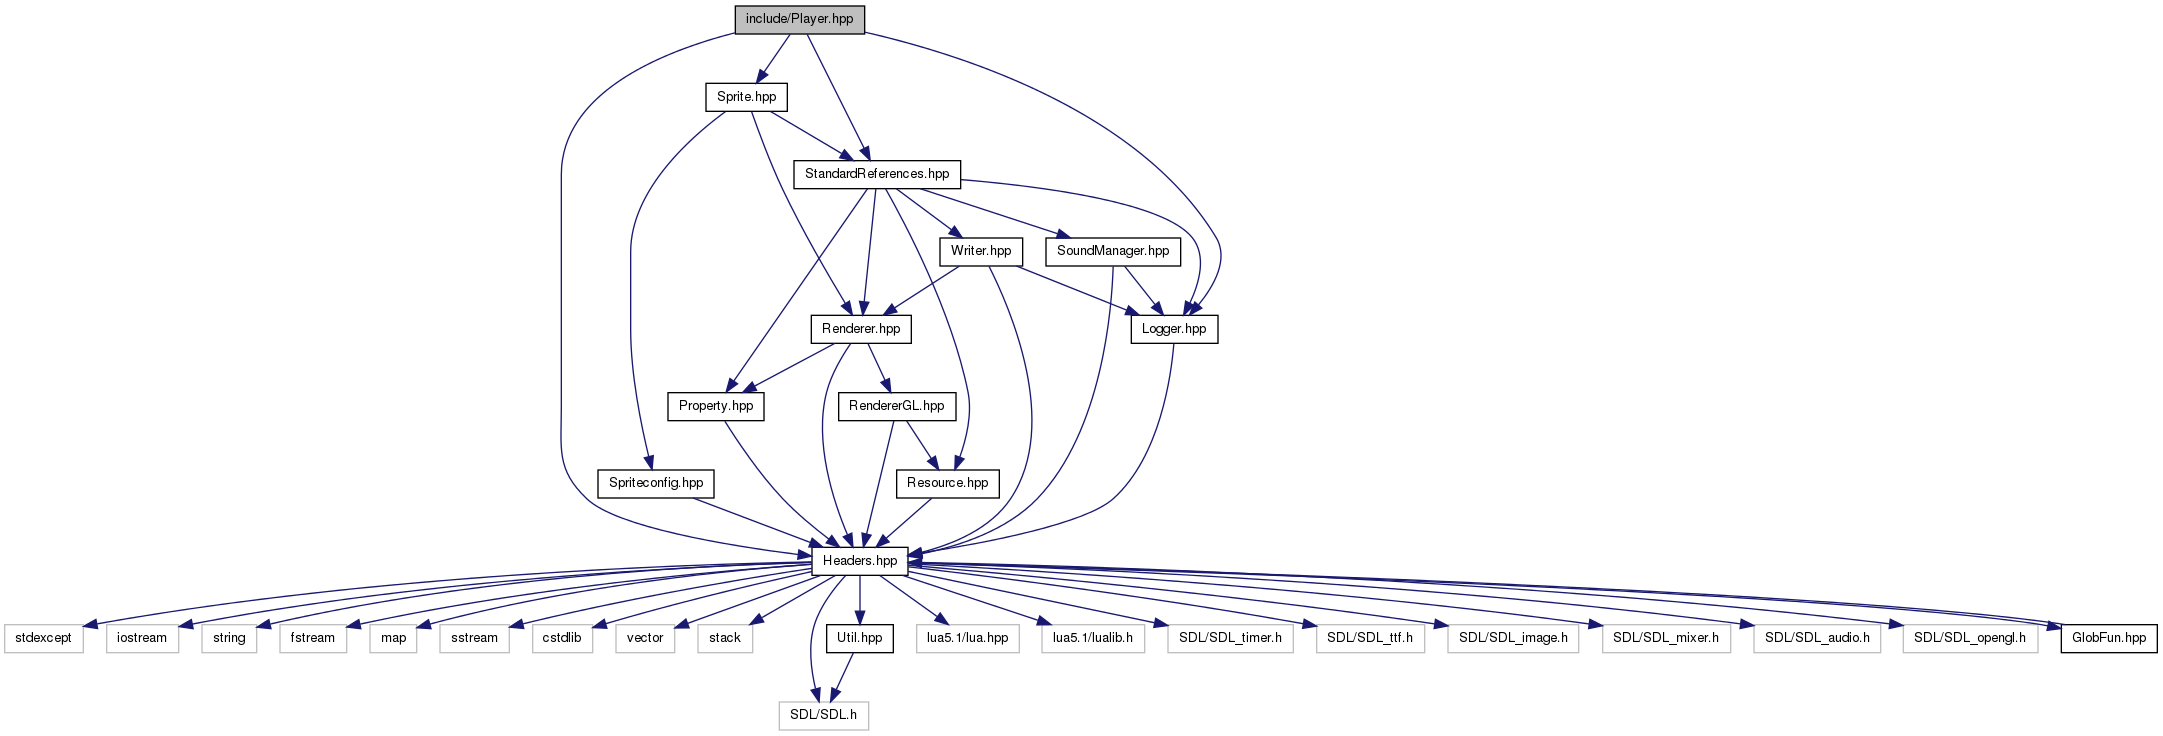 include/Player.hpp
Sprite.hpp
StandardReferences.hpp
Writer.hpp
SoundManager.hpp
Renderer.hpp
Logger.hpp
Property.hpp
RendererGL.hpp
Spriteconfig.hpp
Resource.hpp
Headers.hpp
stdexcept
iostream
string
fstream
map
sstream
cstdlib
vector
stack
Util.hpp
lua5.1/lua.hpp
lua5.1/lualib.h
SDL/SDL_timer.h
SDL/SDL_ttf.h
SDL/SDL_image.h
SDL/SDL_mixer.h
SDL/SDL_audio.h
SDL/SDL_opengl.h
GlobFun.hpp
SDL/SDL.h